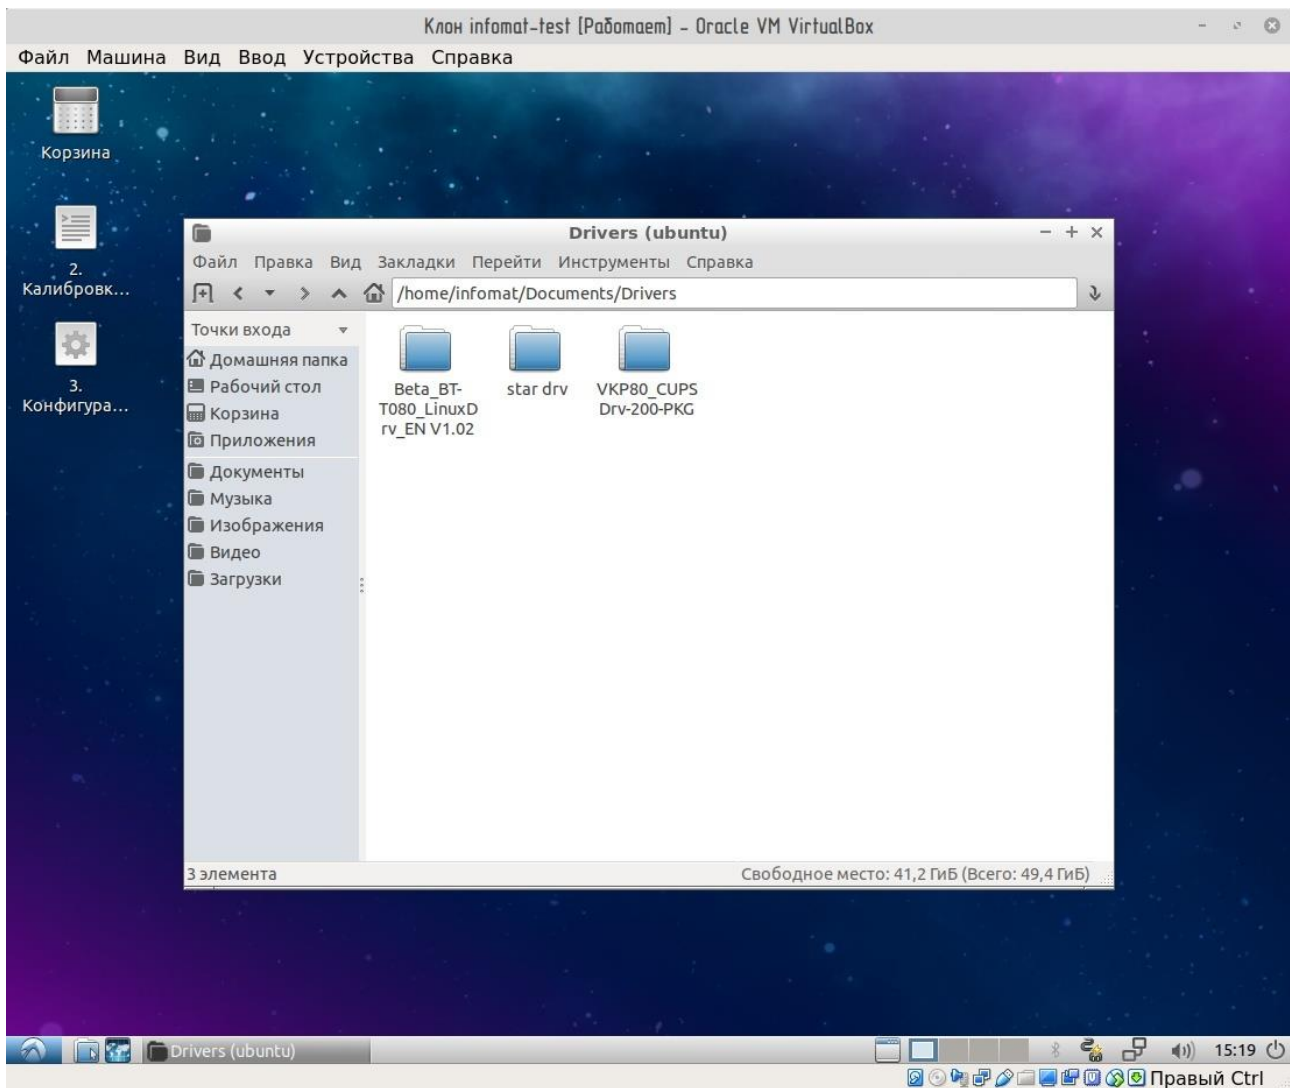 Клон infomat-test [Работает] - Oracle VM VirtualBox
Файл Машина Вид Ввод Устройства Справка
Корзина
2.
Калибровк...
3.
Конфигура...
Drivers (ubuntu)
Файл Правка Вид Закладки Перейти Инструменты Справка
/home/infomat/Documents/Drivers
Точки входа
Домашняя папка
Рабочий стол
Корзина
Приложения
Документы
Музыка
Изображения
Видео
Загрузки
Beta_BT-
T080_LinuxD
rv_EN V1.02
star drv
VKP80_CUPS
Drv-200-PKG
3 элемента
Свободное место: 41,2 ГиБ (Всего: 49,4 ГиБ)
Drivers (ubuntu)
15:19
Правый Ctrl